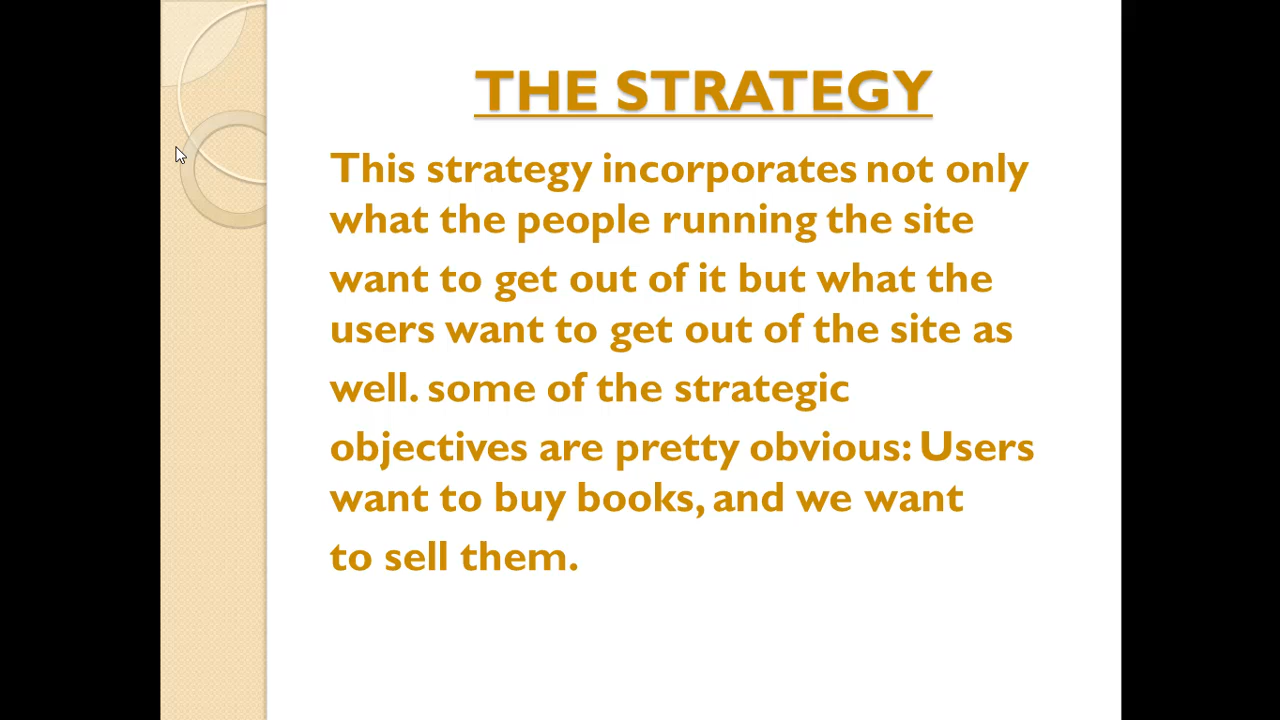 THE STRATEGY
This strategy incorporates not only
what the people running the site
want to get out of it but what the
users want to get out of the site as
well. some of the strategic
objectives are pretty obvious: Users
want to buy books, and we want
to sell them.